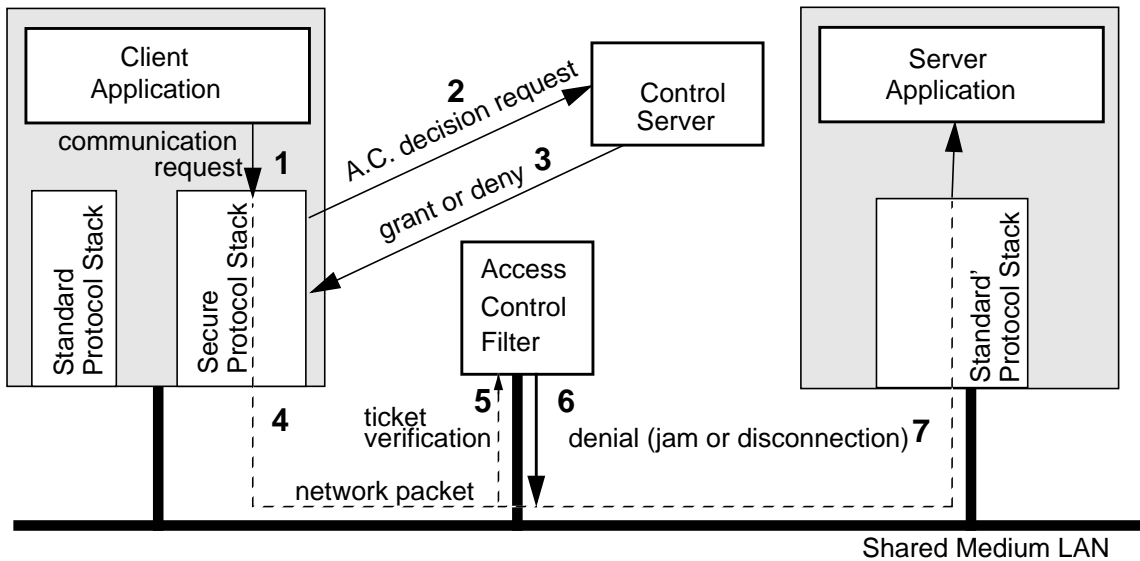 Client
Application
communication
request
1
2
A.C. decision request
3
grant or deny
Control
Server
Server
Application
Standard
Protocol Stack
Secure
Protocol Stack
Access
Control
Filter
Standard'
Protocol Stack
4
5
6
ticket
verification
denial (jam or disconnection)
7
network packet
Shared Medium LAN